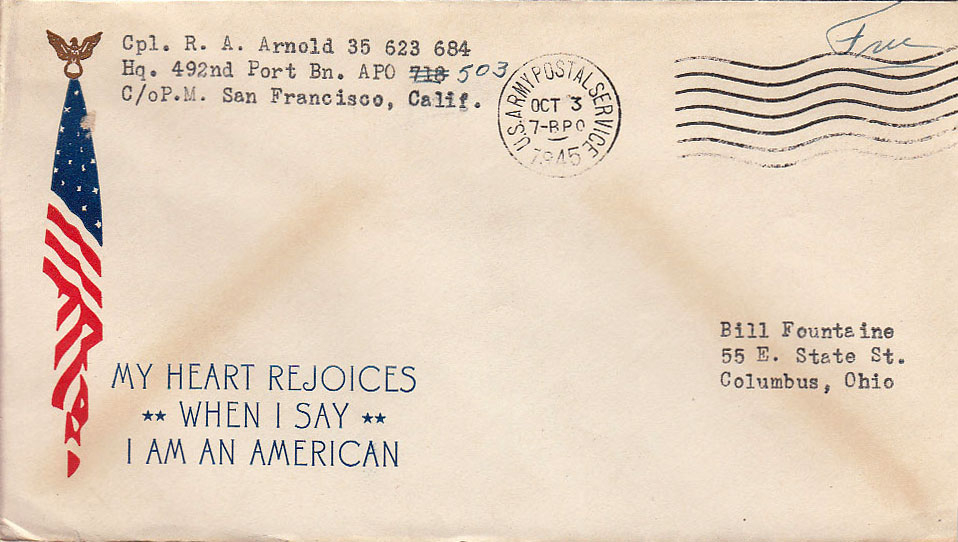 Cpl. R. A. Arnold 35 623 684
Hq. 492nd Port Bn. APO 718 503
C/oP.M. San Francisco, Calif.
Free
U.S. ARMY POSTAL SERVICE
OCT 3
7-BPO
1945
Bill Fountaine
55 E. State St.
Columbus, Ohio
MY HEART REJOICES
★★ WHEN I SAY ★★
I AM AN AMERICAN